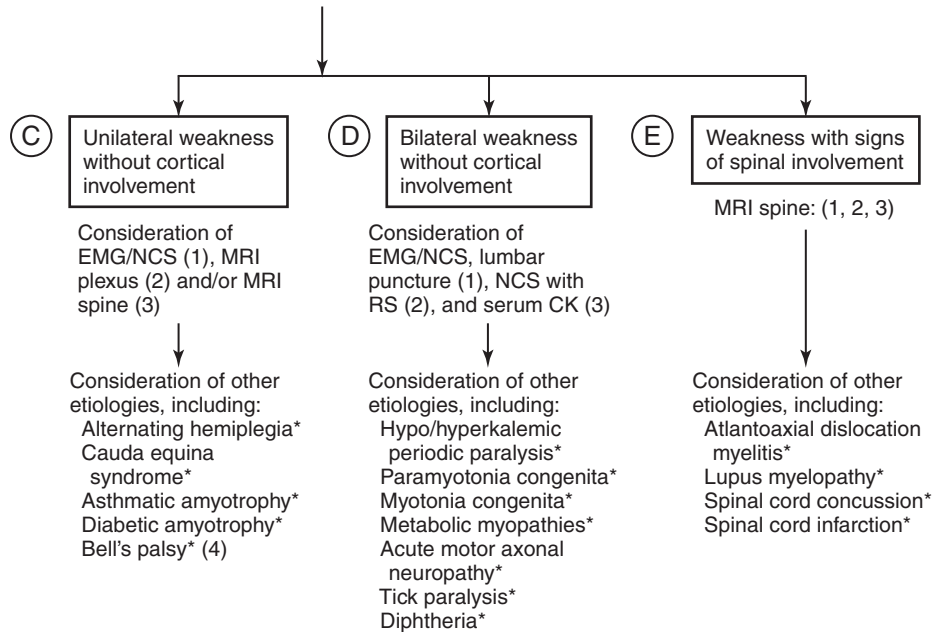 C
Unilateral weakness
without cortical
involvement
Consideration of
EMG/NCS (1), MRI
plexus (2) and/or MRI
spine (3)
Consideration of other
etiologies, including:
Alternating hemiplegia*
Cauda equina
syndrome*
Asthmatic amyotrophy*
Diabetic amyotrophy*
Bell's palsy* (4)
D
Bilateral weakness
without cortical
involvement
Consideration of
EMG/NCS, lumbar
puncture (1), NCS with
RS (2), and serum CK (3)
Consideration of other
etiologies, including:
Hypo/hyperkalemic
periodic paralysis*
Paramyotonia congenita*
Myotonia congenita*
Metabolic myopathies*
Acute motor axonal
neuropathy*
Tick paralysis*
Diphtheria*
E
Weakness with signs
of spinal involvement
MRI spine: (1, 2, 3)
Consideration of other
etiologies, including:
Atlantoaxial dislocation
myelitis*
Lupus myelopathy*
Spinal cord concussion*
Spinal cord infarction*